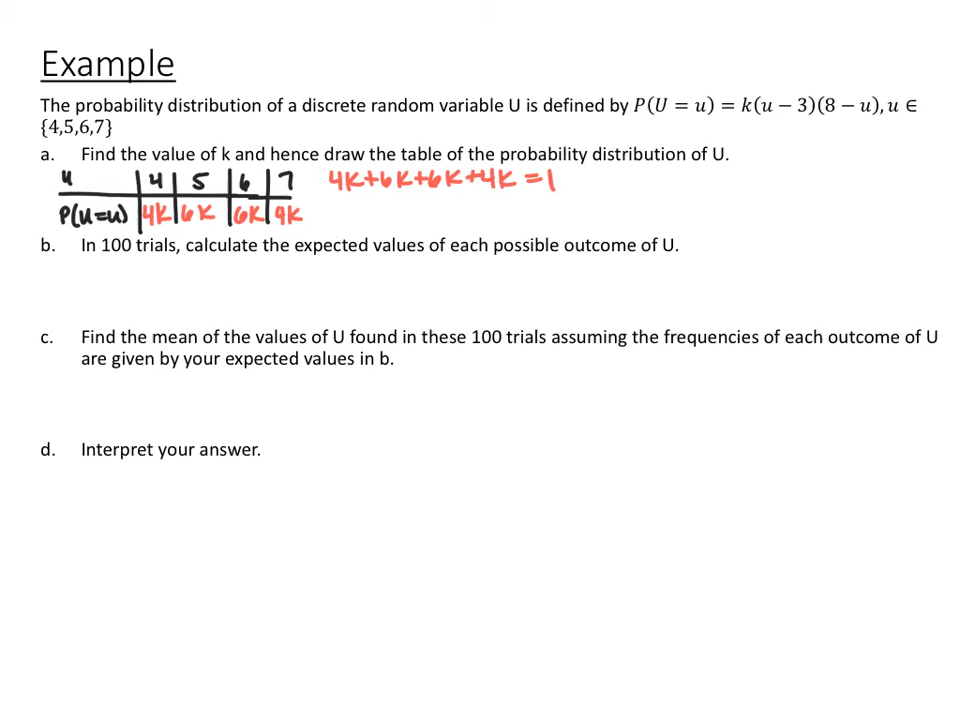 Example
The probability distribution of a discrete random variable U is defined by P(U = u) = k(u − 3)(8 − u), u ∈
{4,5,6,7}
a. Find the value of k and hence draw the table of the probability distribution of U.
u | 4 | 5 | 6 | 7 4K+6K+6K+4K = 1
P(U=u) | 4K | 6K | 6K | 4K
b. In 100 trials, calculate the expected values of each possible outcome of U.
c. Find the mean of the values of U found in these 100 trials assuming the frequencies of each outcome of U
are given by your expected values in b.
d. Interpret your answer.